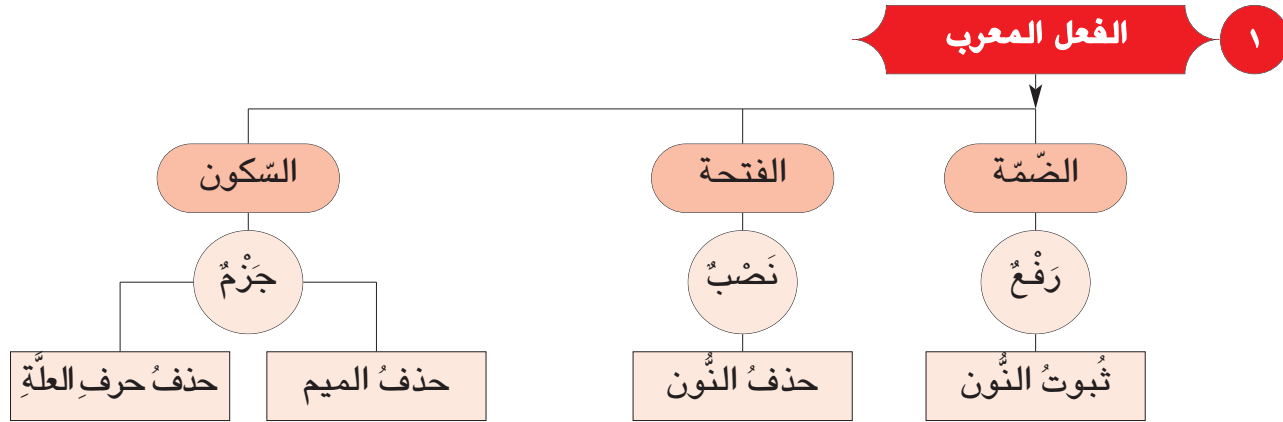 ١
الفعل المعرب
الضّمّة
الفتحة
السّكون
رَفْعٌ
نَصْبٌ
جَزْمٌ
ثُبوتُ النُّون
حذفُ النُّون
حذفُ الميم
حذفُ حرفِ العلَّةِ